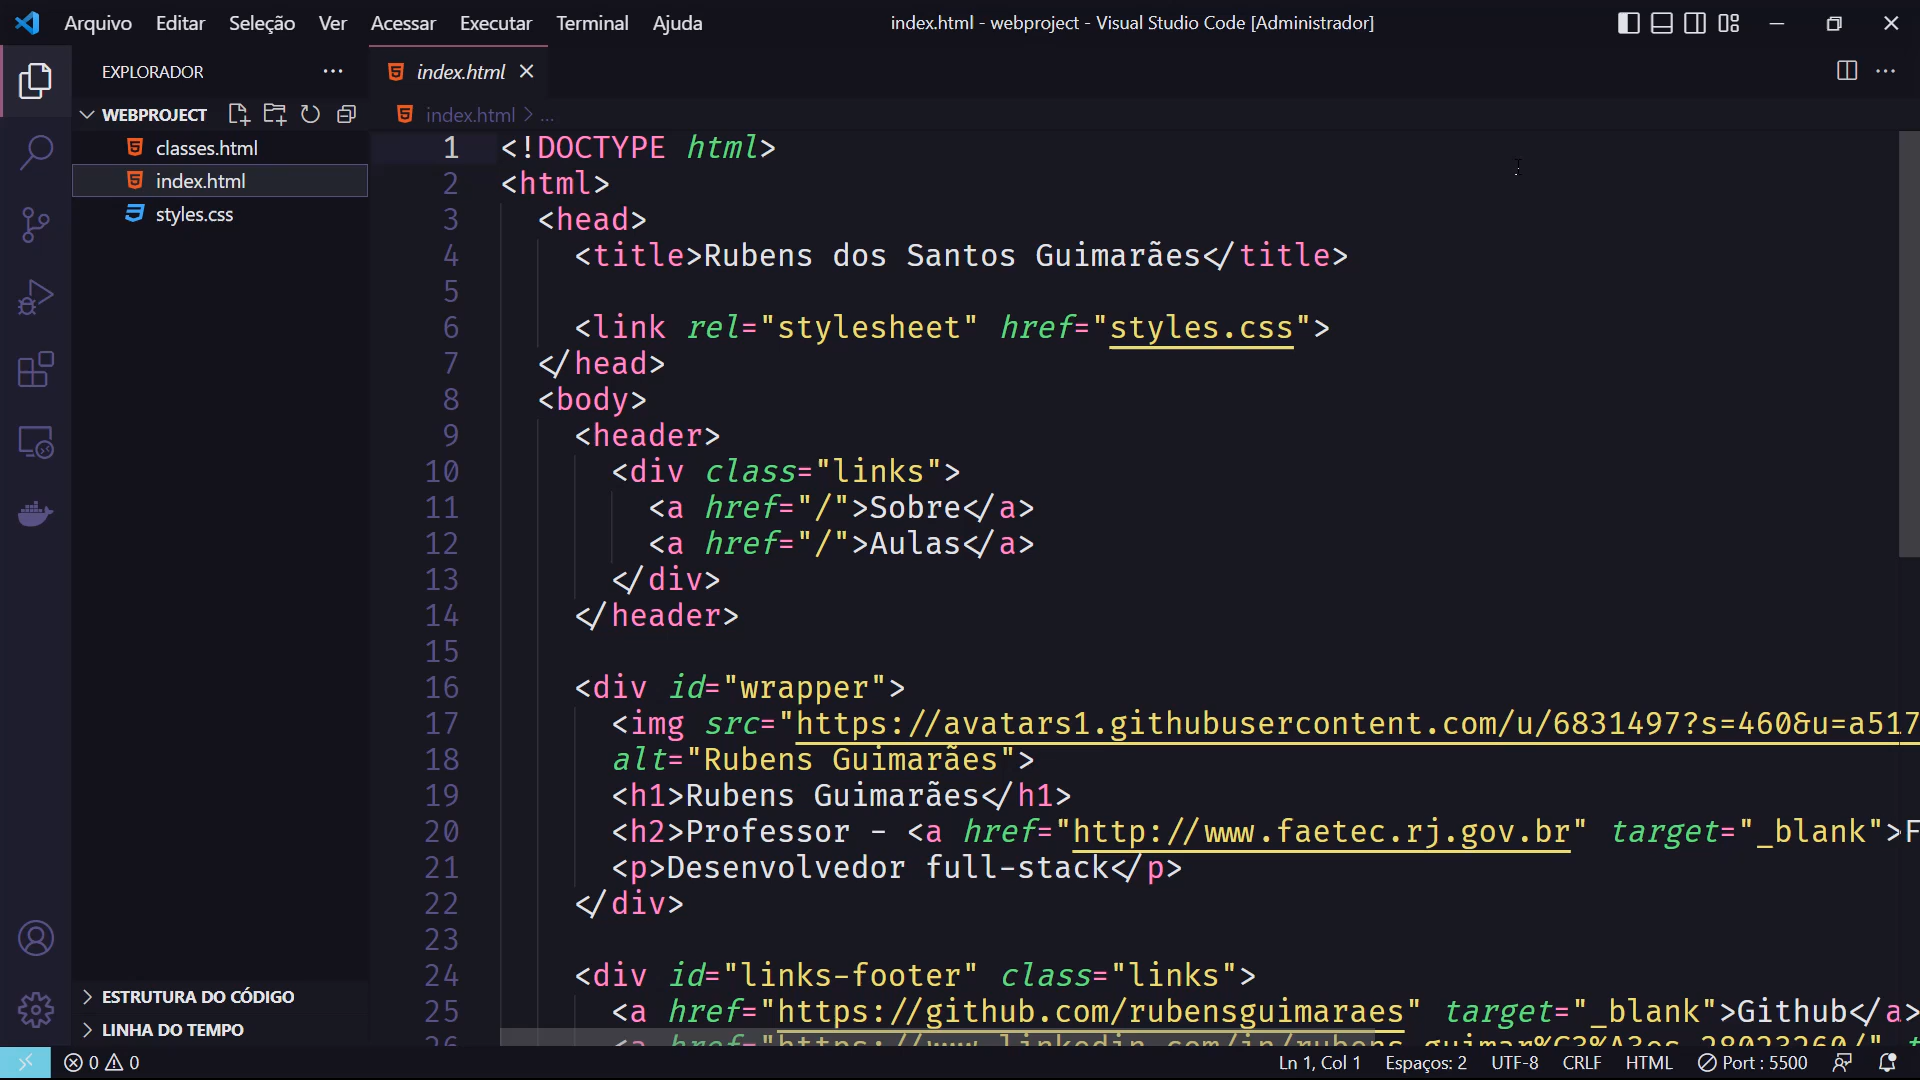 Arquivo Editar Seleção Ver Acessar Executar Terminal Ajuda
index.html - webproject - Visual Studio Code [Administrador]
EXPLORADOR
WEBPROJECT
classes.html
index.html
styles.css
ESTRUTURA DO CÓDIGO
LINHA DO TEMPO
index.html
index.html > ...
1 <!DOCTYPE html>
2 <html>
3 <head>
4 <title>Rubens dos Santos Guimarães</title>
5
6 <link rel="stylesheet" href="styles.css">
7 </head>
8 <body>
9 <header>
10 <div class="links">
11 <a href="/">Sobre</a>
12 <a href="/">Aulas</a>
13 </div>
14 </header>
15
16 <div id="wrapper">
17 <img src="https://avatars1.githubusercontent.com/u/6831497?s=460&u=a517
18 alt="Rubens Guimarães">
19 <h1>Rubens Guimarães</h1>
20 <h2>Professor - <a href="http://www.faetec.rj.gov.br" target="_blank">F
21 <p>Desenvolvedor full-stack</p>
22 </div>
23
24 <div id="links-footer" class="links">
25 <a href="https://github.com/rubensguimaraes" target="_blank">Github</a>
0 0
Ln 1, Col 1 Espaços: 2 UTF-8 CRLF HTML Port : 5500